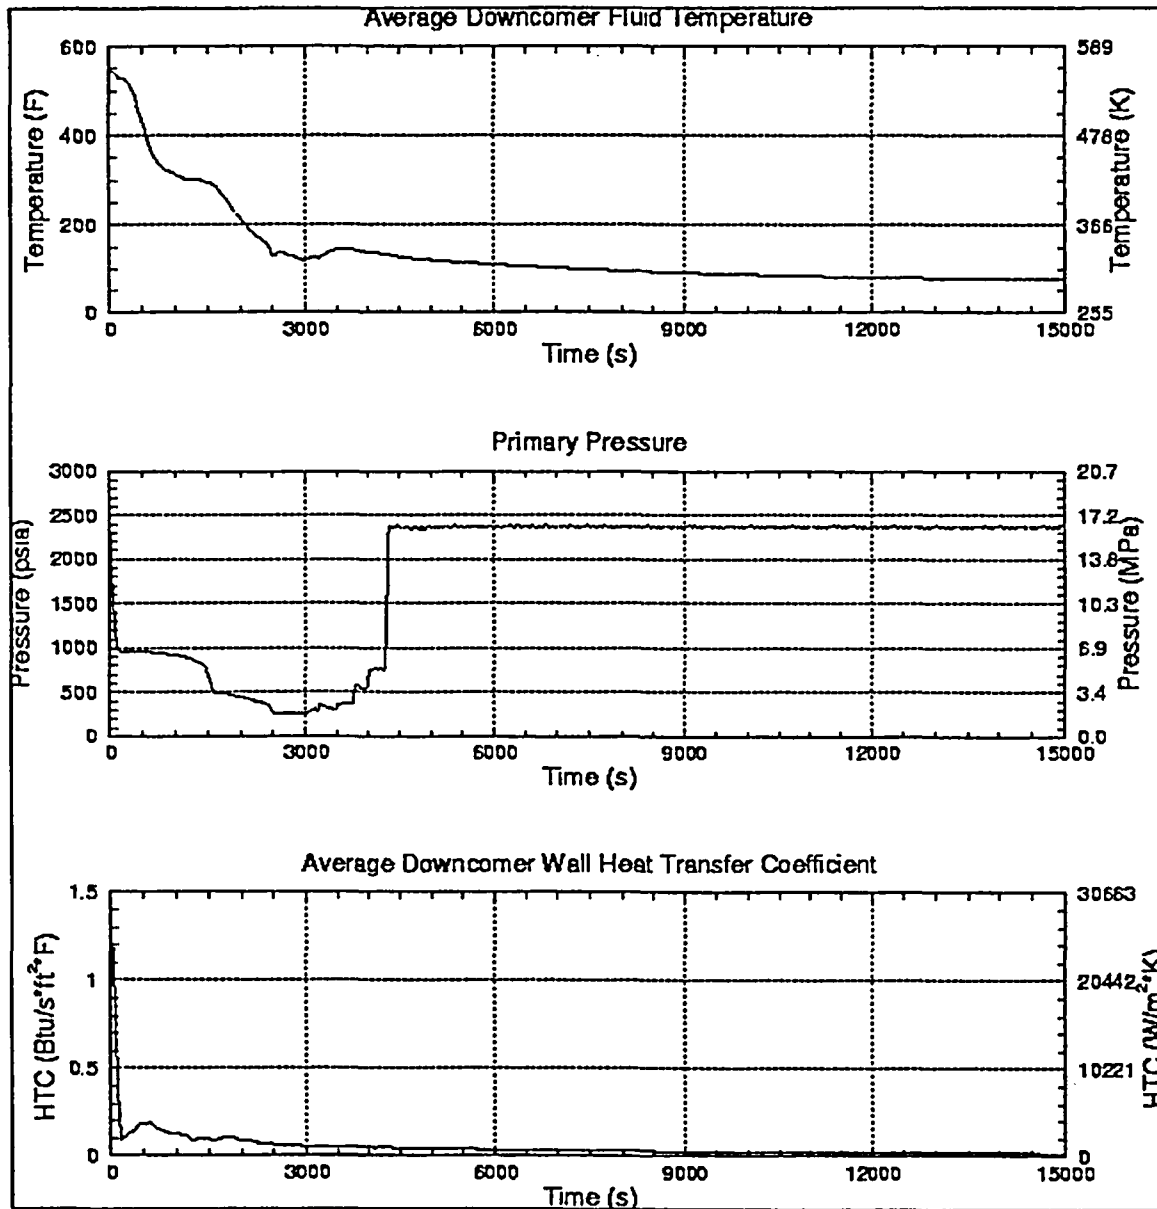 Average Downcomer Fluid Temperature
600
400
200
0
589
478
366
255
Temperature (F)
Temperature (K)
0 3000 6000 9000 12000 15000
Time (s)
Primary Pressure
3000
2500
2000
1500
1000
500
0
20.7
17.2
13.8
10.3
6.9
3.4
0.0
Pressure (psia)
Pressure (MPa)
0 3000 6000 9000 12000 15000
Time (s)
Average Downcomer Wall Heat Transfer Coefficient
1.5
1
0.5
0
30663
20442
10221
0
HTC (Btu/s*ft²*F)
HTC (W/m²*K)
0 3000 6000 9000 12000 15000
Time (s)